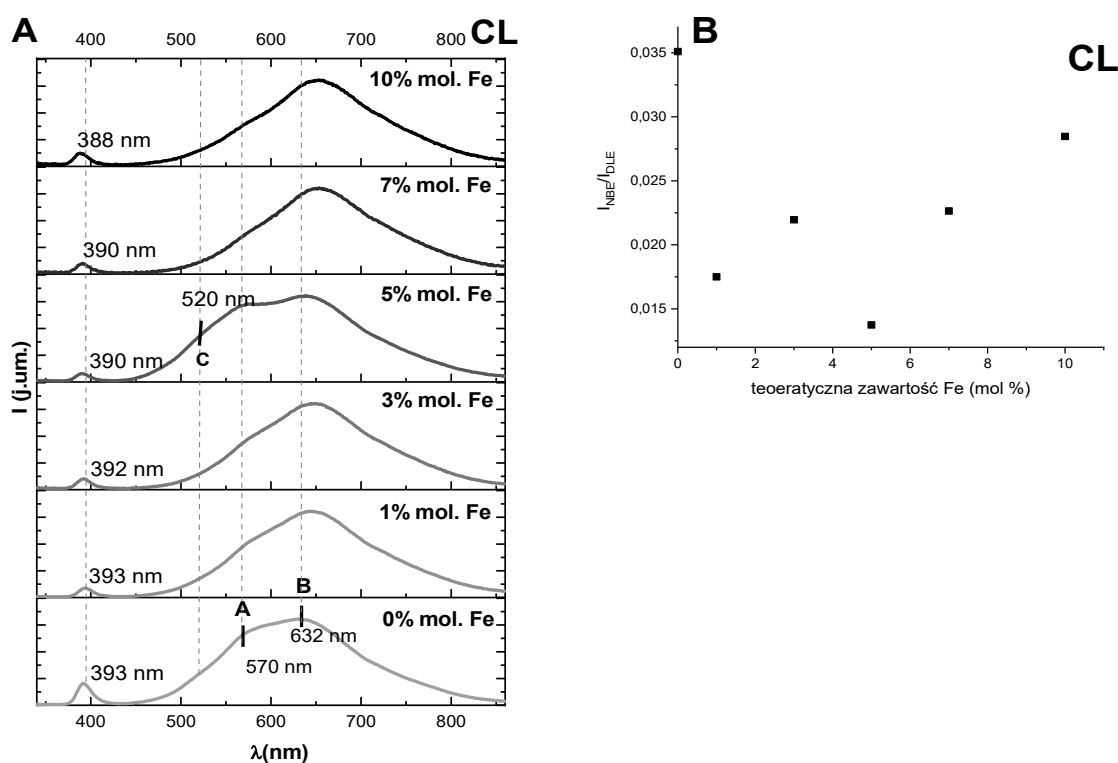 A
CL
400 500 600 700 800
10% mol. Fe
388 nm
7% mol. Fe
390 nm
5% mol. Fe
520 nm
C
390 nm
3% mol. Fe
392 nm
1% mol. Fe
393 nm
0% mol. Fe
A
B
632 nm
570 nm
393 nm
I (j.um.)
400 500 600 700 800
λ(nm)
B
CL
0,035
0,030
0,025
0,020
0,015
I_NBE/I_DLE
0 2 4 6 8 10
teoeratyczna zawartość Fe (mol %)